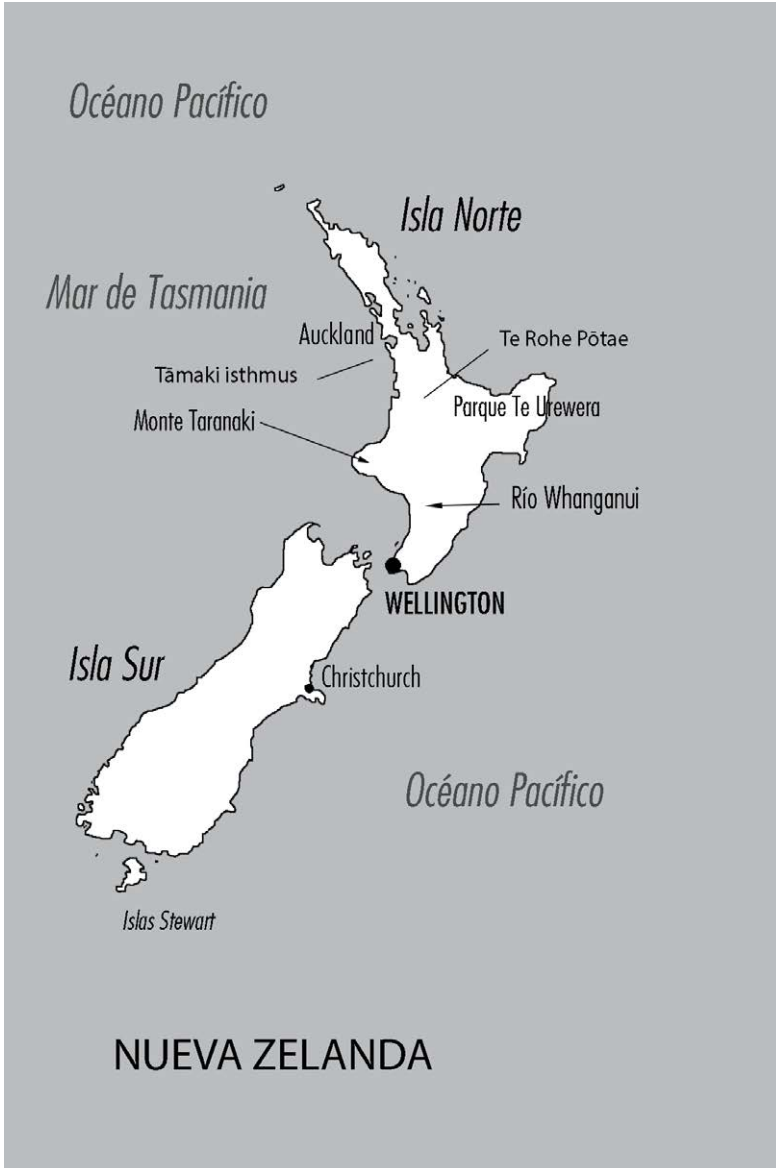 Océano Pacífico
Isla Norte
Mar de Tasmania
Auckland
Te Rohe Pōtae
Tāmaki isthmus
Parque Te Urewera
Monte Taranaki
Río Whanganui
WELLINGTON
Isla Sur
Christchurch
Océano Pacífico
Islas Stewart
NUEVA ZELANDA